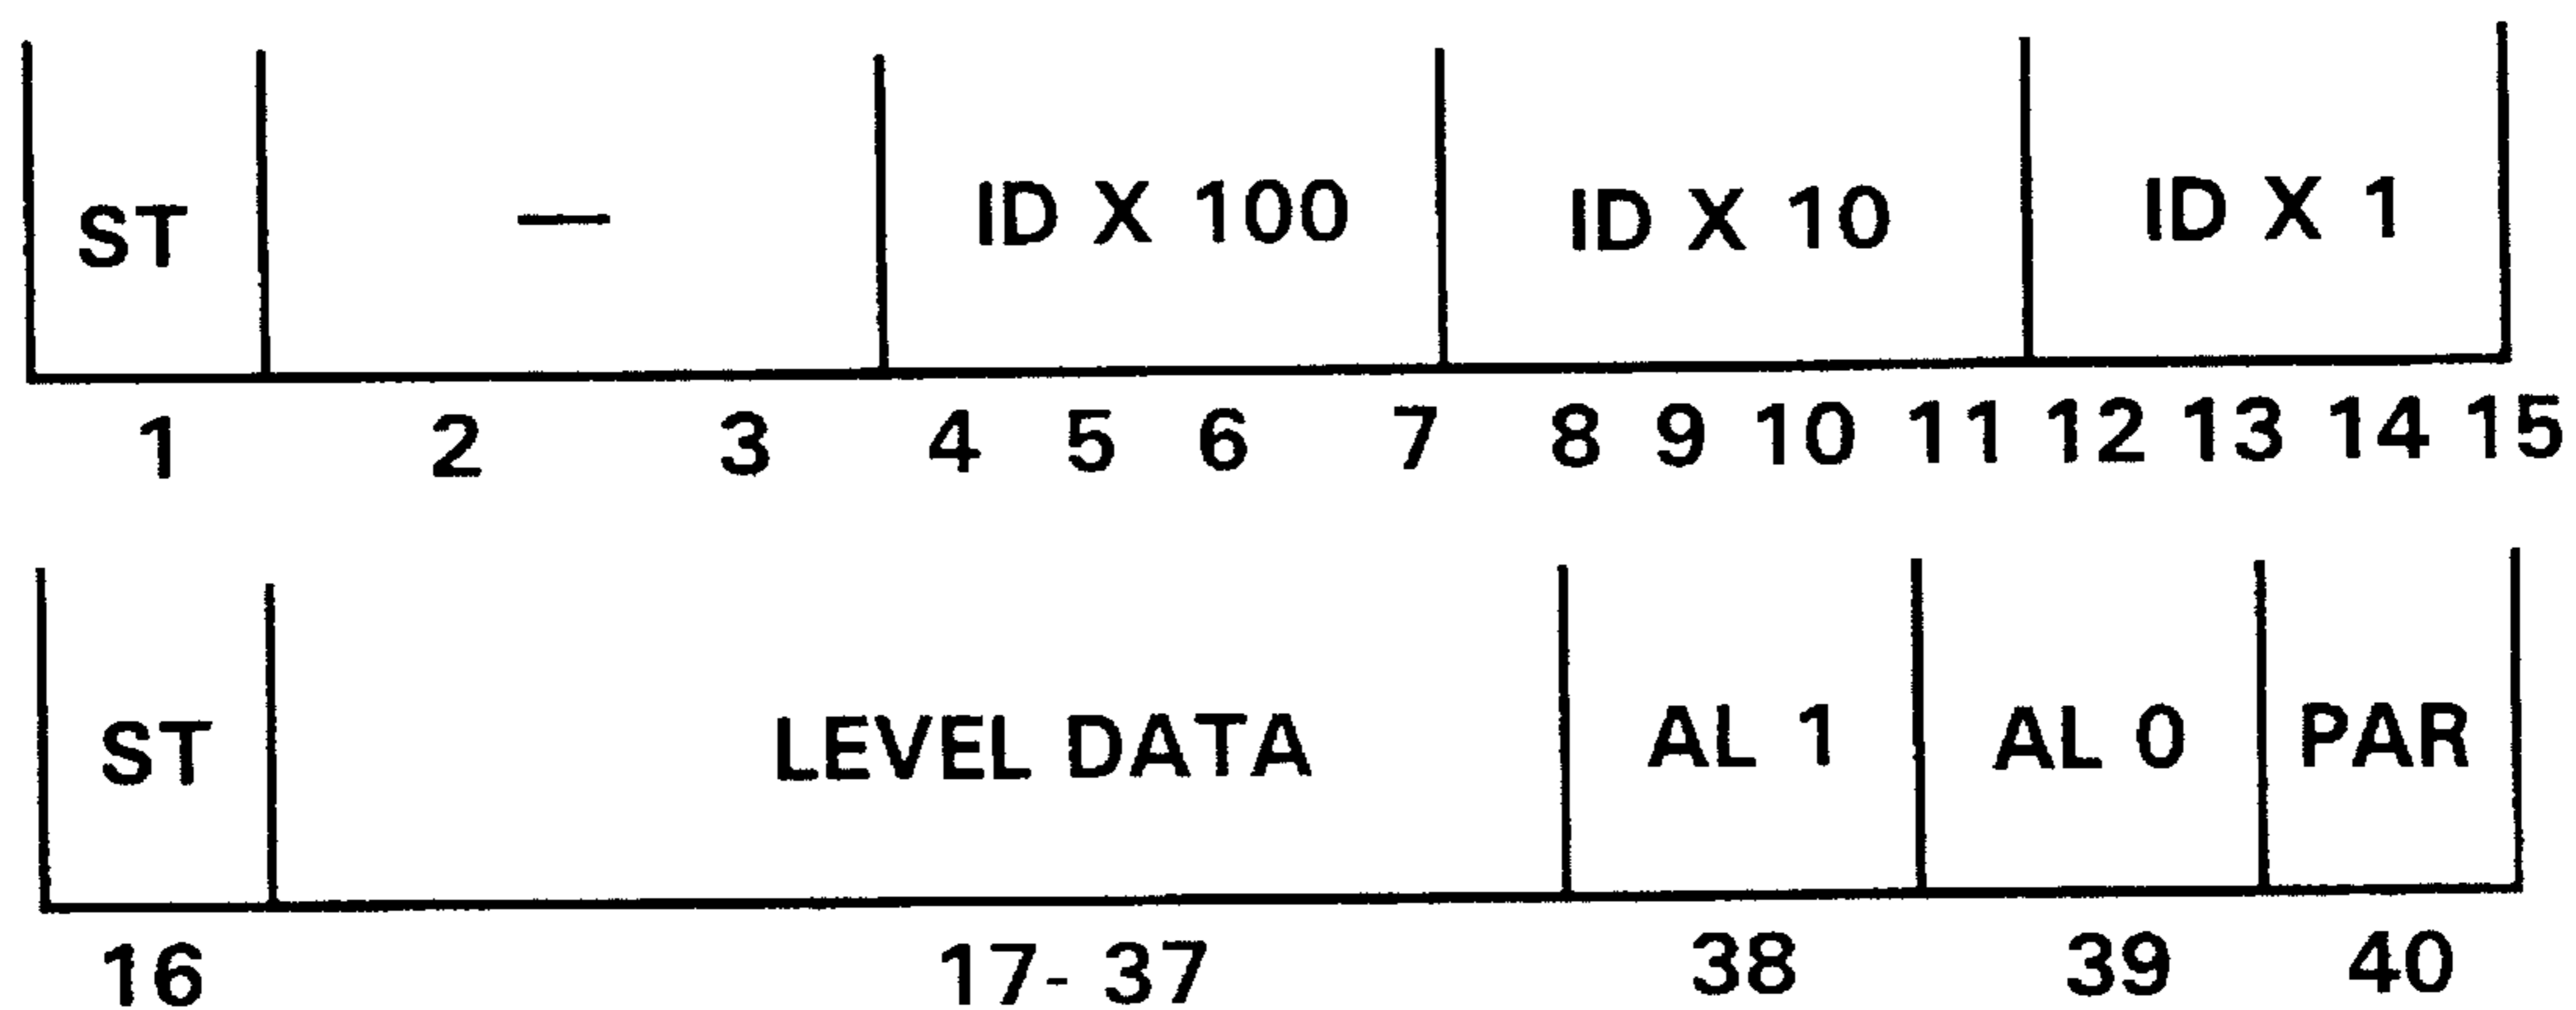 ST — ID X 100 ID X 10 ID X 1
1 2 3 4 5 6 7 8 9 10 11 12 13 14 15
ST LEVEL DATA AL 1 AL 0 PAR
16 17- 37 38 39 40